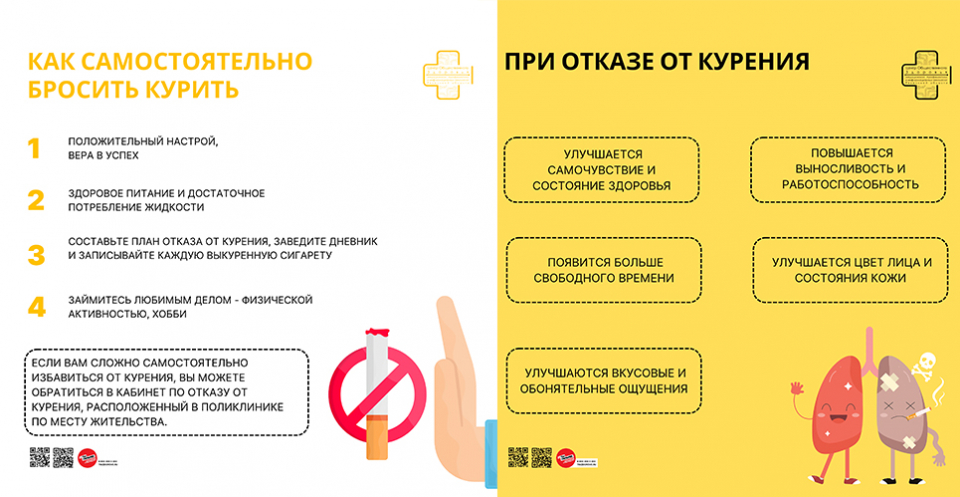 КАК САМОСТОЯТЕЛЬНО
БРОСИТЬ КУРИТЬ
1
ПОЛОЖИТЕЛЬНЫЙ НАСТРОЙ,
ВЕРА В УСПЕХ
2
ЗДОРОВОЕ ПИТАНИЕ И ДОСТАТОЧНОЕ
ПОТРЕБЛЕНИЕ ЖИДКОСТИ
3
СОСТАВЬТЕ ПЛАН ОТКАЗА ОТ КУРЕНИЯ, ЗАВЕДИТЕ ДНЕВНИК
И ЗАПИСЫВАЙТЕ КАЖДУЮ ВЫКУРЕННУЮ СИГАРЕТУ
4
ЗАЙМИТЕСЬ ЛЮБИМЫМ ДЕЛОМ - ФИЗИЧЕСКОЙ
АКТИВНОСТЬЮ, ХОББИ
ЕСЛИ ВАМ СЛОЖНО САМОСТОЯТЕЛЬНО
ИЗБАВИТЬСЯ ОТ КУРЕНИЯ, ВЫ МОЖЕТЕ
ОБРАТИТЬСЯ В КАБИНЕТ ПО ОТКАЗУ ОТ
КУРЕНИЯ, РАСПОЛОЖЕННЫЙ В ПОЛИКЛИНИКЕ
ПО МЕСТУ ЖИТЕЛЬСТВА.
ПРИ ОТКАЗЕ ОТ КУРЕНИЯ
УЛУЧШАЕТСЯ
САМОЧУВСТВИЕ И
СОСТОЯНИЕ ЗДОРОВЬЯ
ПОВЫШАЕТСЯ
ВЫНОСЛИВОСТЬ И
РАБОТОСПОСОБНОСТЬ
ПОЯВИТСЯ БОЛЬШЕ
СВОБОДНОГО ВРЕМЕНИ
УЛУЧШАЕТСЯ ЦВЕТ ЛИЦА И
СОСТОЯНИЯ КОЖИ
УЛУЧШАЮТСЯ ВКУСОВЫЕ И
ОБОНЯТЕЛЬНЫЕ ОЩУЩЕНИЯ